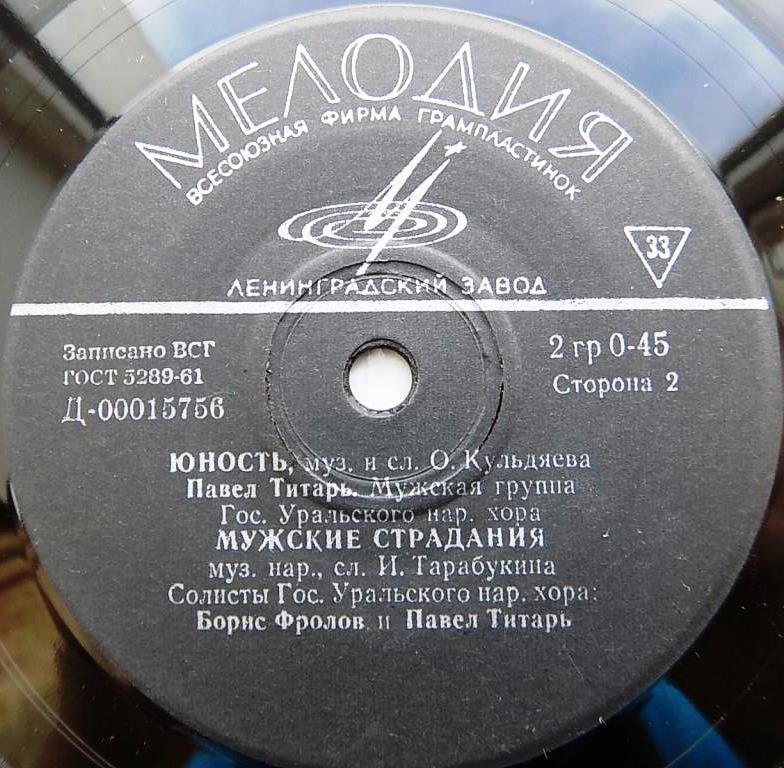 МЕЛОДИЯ
ВСЕСОЮЗНАЯ ФИРМА ГРАМПЛАСТИНОК
33
ЛЕНИНГРАДСКИЙ ЗАВОД
Записано ВСГ
ГОСТ 5289-61
Д-00015756
2 гр 0-45
Сторона 2
ЮНОСТЬ, муз. и сл. О. Кульдяева
Павел Титарь. Мужская группа
Гос. Уральского нар. хора
МУЖСКИЕ СТРАДАНИЯ
муз. нар., сл. И. Тарабукина
Солисты Гос. Уральского нар. хора:
Борис Фролов и Павел Титарь